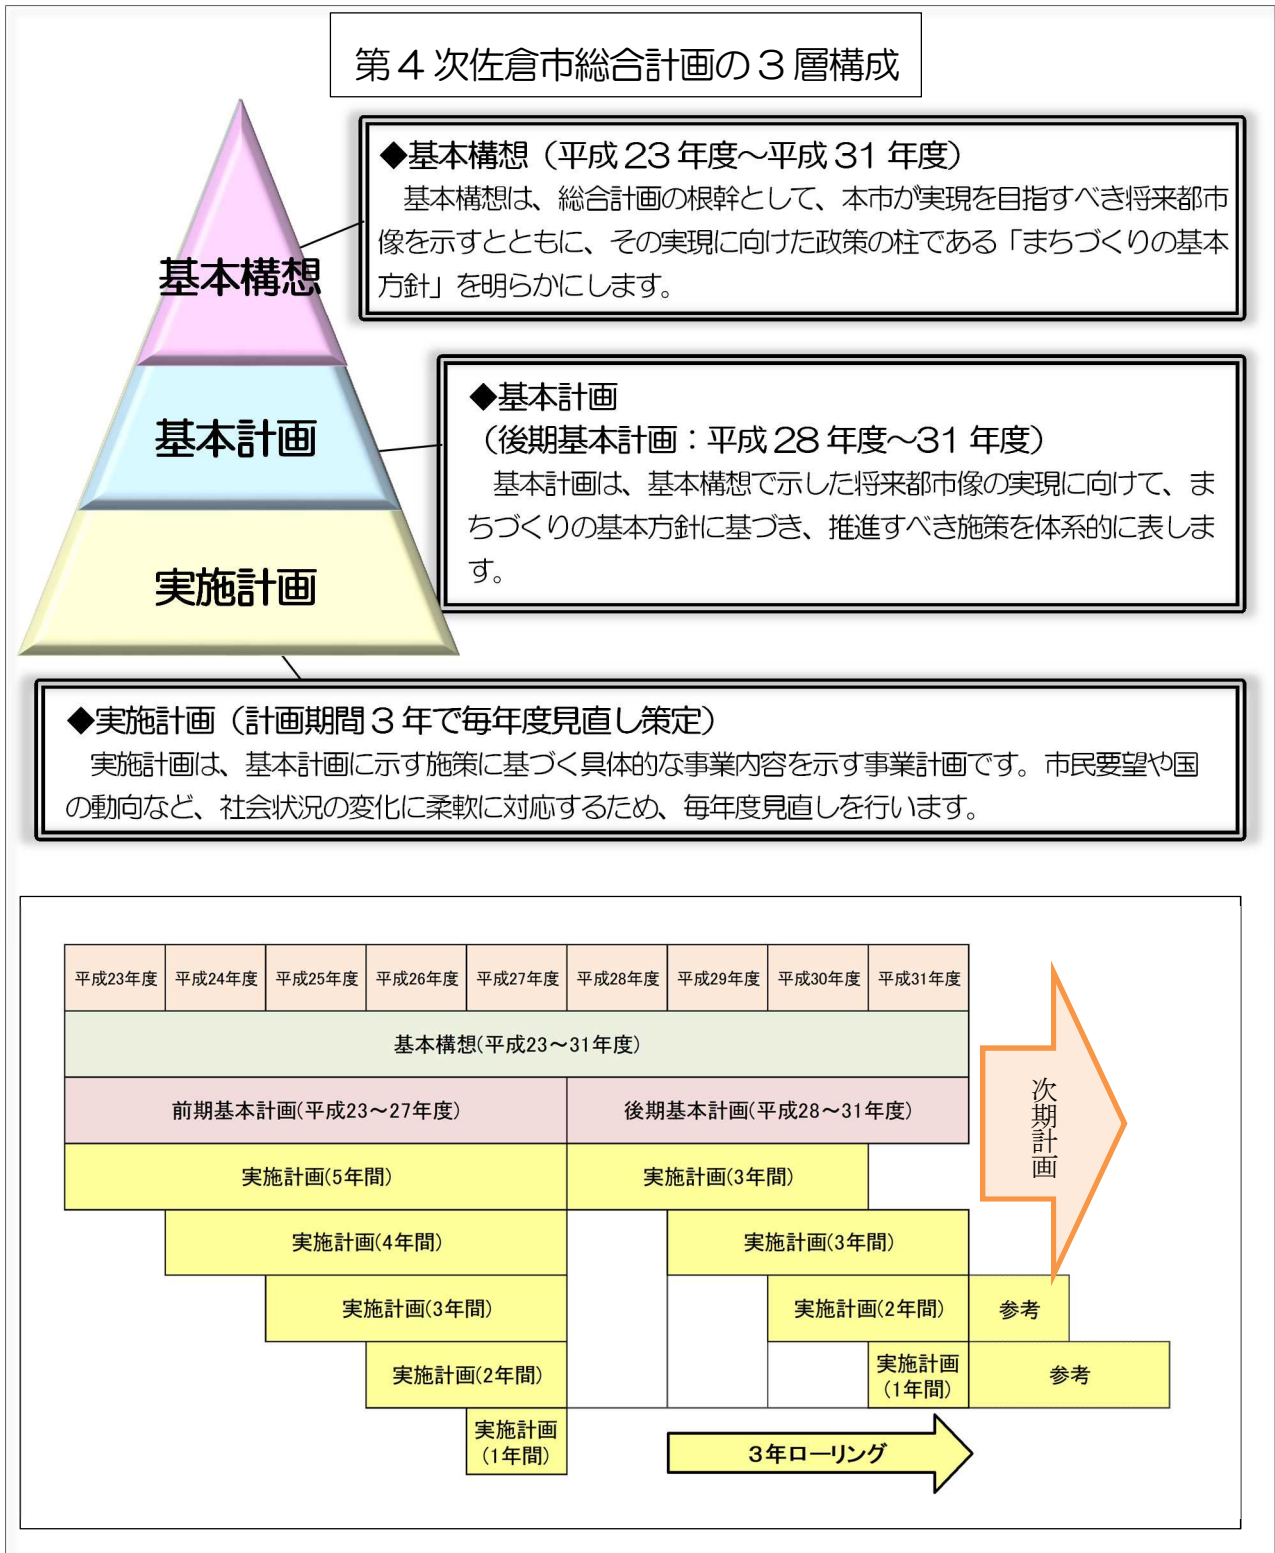 第4次佐倉市総合計画の3層構成
◆基本構想（平成23年度～平成31年度）
基本構想は、総合計画の根幹として、本市が実現を目指すべき将来都市
像を示すとともに、その実現に向けた政策の柱である「まちづくりの基本
方針」を明らかにします。
基本構想
◆基本計画
（後期基本計画：平成28年度～31年度）
基本計画は、基本構想で示した将来都市像の実現に向けて、ま
ちづくりの基本方針に基づき、推進すべき施策を体系的に表しま
す。
基本計画
実施計画
◆実施計画（計画期間3年で毎年度見直し策定）
実施計画は、基本計画に示す施策に基づく具体的な事業内容を示す事業計画です。市民要望や国
の動向など、社会状況の変化に柔軟に対応するため、毎年度見直しを行います。
平成23年度 平成24年度 平成25年度 平成26年度 平成27年度 平成28年度 平成29年度 平成30年度 平成31年度
基本構想(平成23～31年度)
前期基本計画(平成23～27年度) 後期基本計画(平成28～31年度)
次期計画
実施計画(5年間) 実施計画(3年間)
実施計画(4年間) 実施計画(3年間)
実施計画(3年間) 実施計画(2年間) 参考
実施計画(2年間) 実施計画
(1年間) 参考
実施計画
(1年間)
3年ローリング